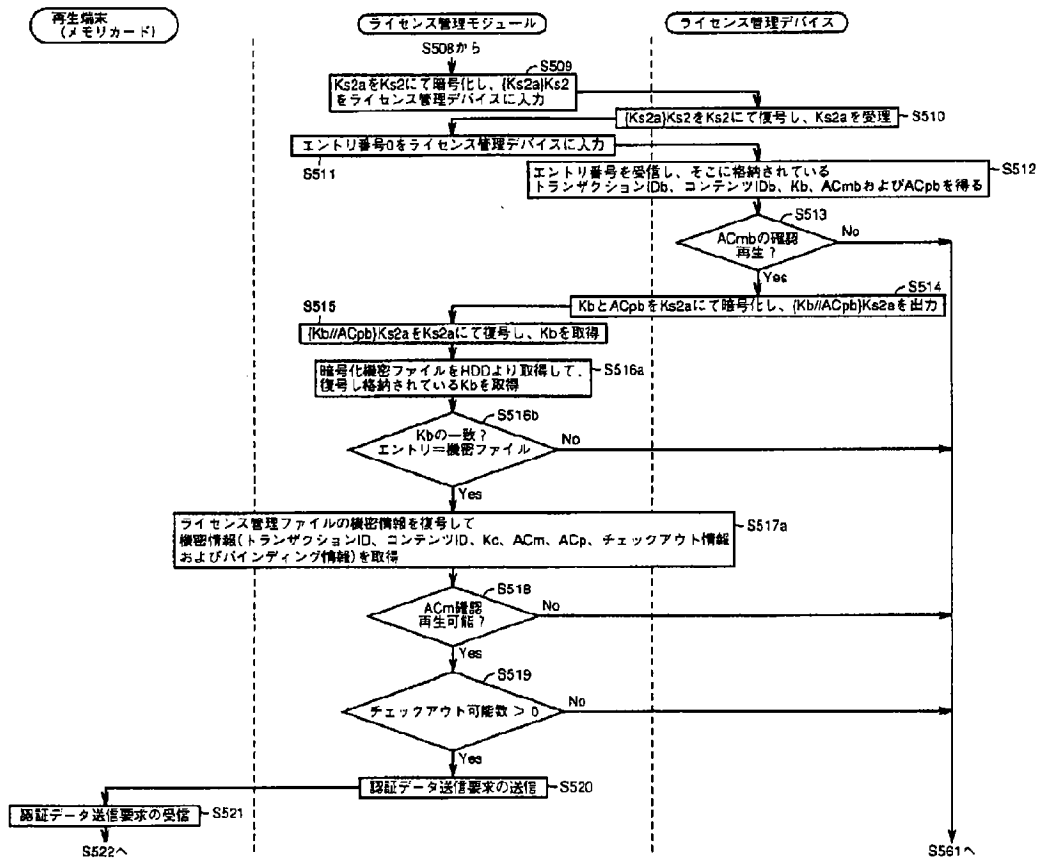 再生端末
(メモリカード)
ライセンス管理モジュール
ライセンス管理デバイス
S508から
S509
Ks2aをKs2にて暗号化し、{Ks2a}Ks2
をライセンス管理デバイスに入力
{Ks2a}Ks2をKs2にて復号し、Ks2aを受理
S510
エントリ番号0をライセンス管理デバイスに入力
S511
エントリ番号を受信し、そこに格納されている
トランザクションIDb、コンテンツIDb、Kb、ACmbおよびACpbを得る
S512
S513
ACmbの確認
再生?
No
Yes
S514
KbとACpbをKs2aにて暗号化し、{Kb//ACpb}Ks2aを出力
S515
{Kb//ACpb}Ks2aをKs2aにて復号し、Kbを取得
暗号化機密ファイルをHDDより取得して、
復号し格納されているKbを取得
S516a
S516b
Kbの一致?
エントリ=機密ファイル
No
Yes
ライセンス管理ファイルの機密情報を復号して
機密情報(トランザクションID、コンテンツID、Kc、ACm、ACp、チェックアウト情報
およびバインディング情報)を取得
S517a
S518
ACm確認
再生可能?
No
Yes
S519
チェックアウト可能数 > 0
No
Yes
認証データ送信要求の送信
S520
認証データ送信要求の受信
S521
S522へ
S561へ